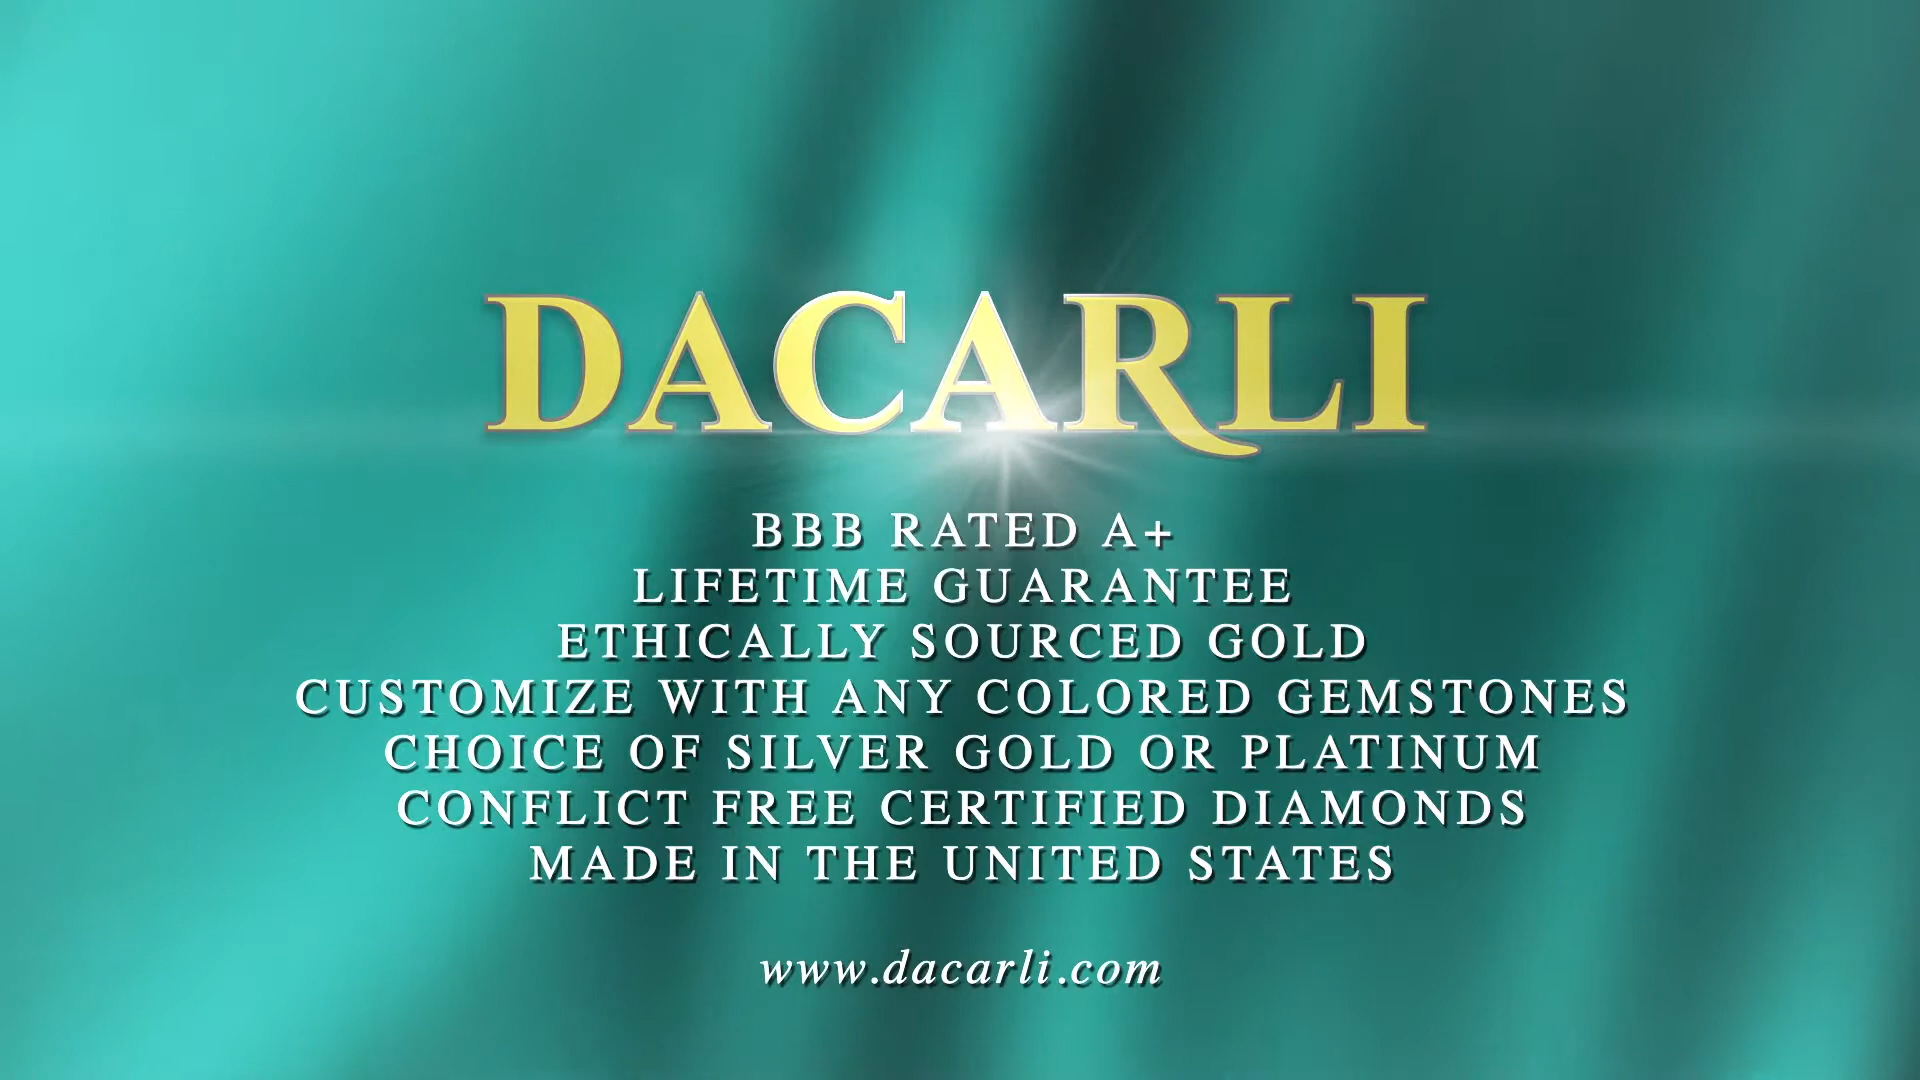 DACARLI
BBB RATED A+
LIFETIME GUARANTEE
ETHICALLY SOURCED GOLD
CUSTOMIZE WITH ANY COLORED GEMSTONES
CHOICE OF SILVER GOLD OR PLATINUM
CONFLICT FREE CERTIFIED DIAMONDS
MADE IN THE UNITED STATES
www.dacarli.com